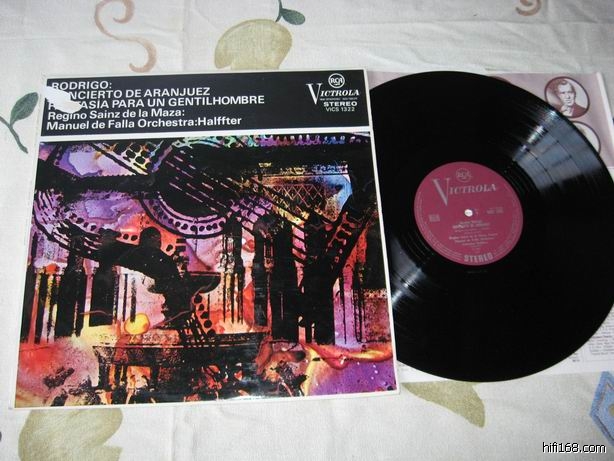 RODRIGO:
CONCIERTO DE ARANJUEZ
FANTASIA PARA UN GENTILHOMBRE
Regino Sainz de la Maza:
Manuel de Falla Orchestra:Halffter
RCA
VICTROLA
STEREO
VICS 1322
RCA
VICTROLA
STEREO
hifi168.com